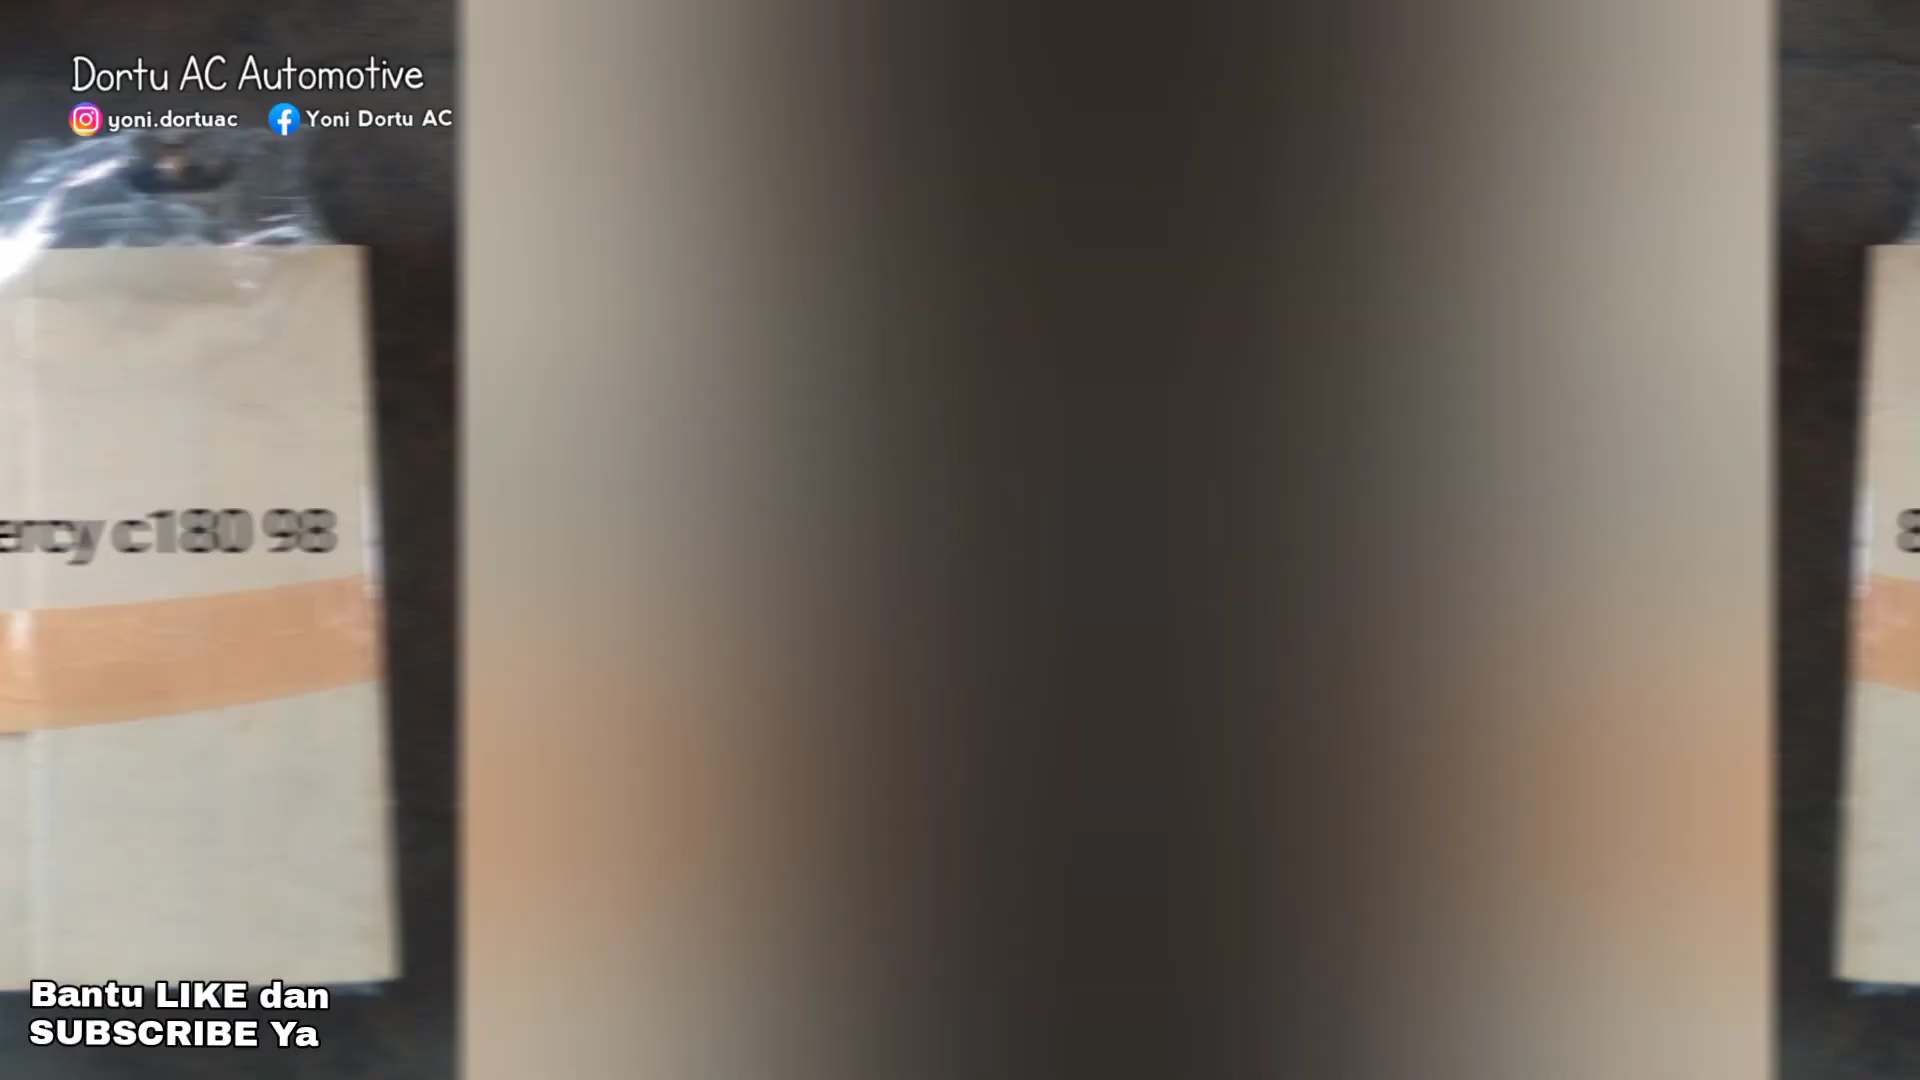 Dortu AC Automotive
yoni.dortuac Yoni Dortu AC
c180 98
Bantu LIKE dan
SUBSCRIBE Ya